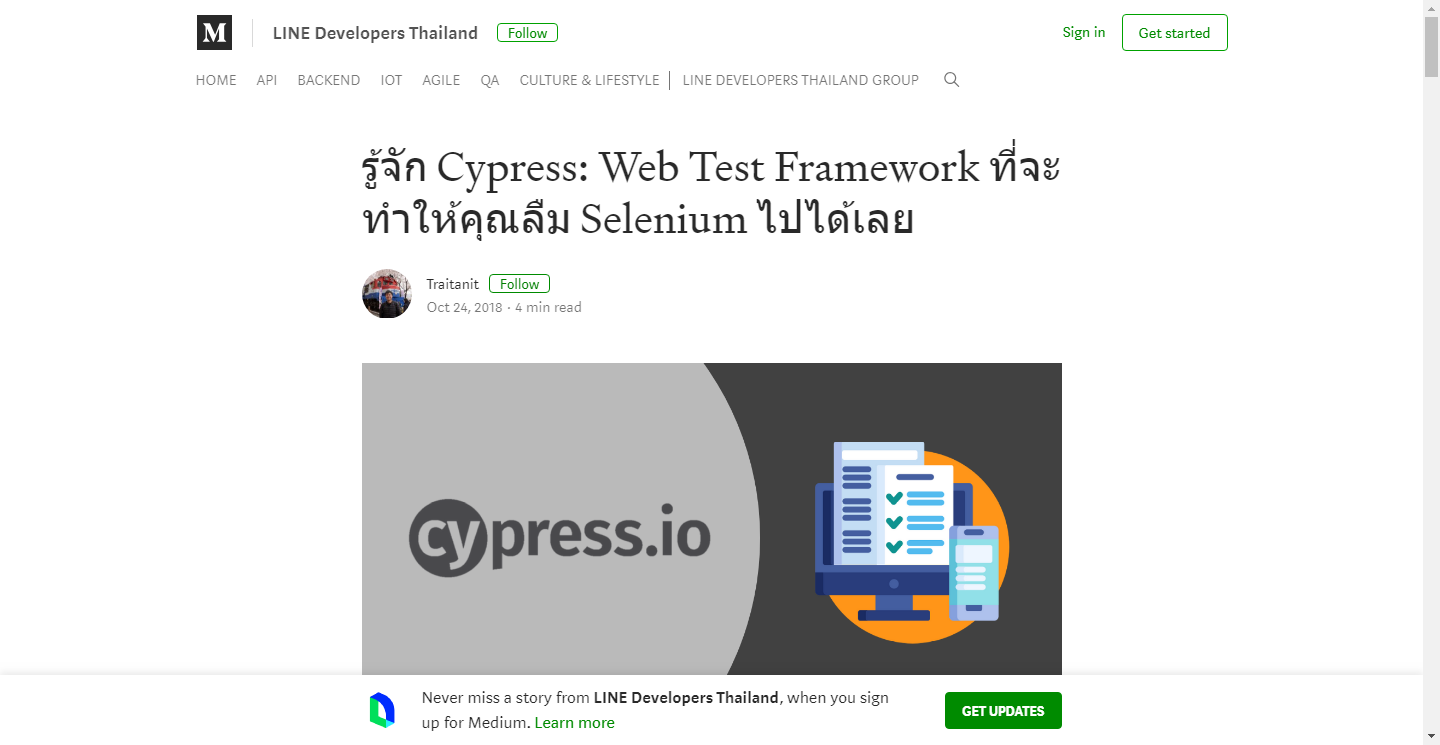 M
LINE Developers Thailand
Follow
Sign in
Get started
HOME API BACKEND IOT AGILE QA CULTURE & LIFESTYLE LINE DEVELOPERS THAILAND GROUP
รู้จัก Cypress: Web Test Framework ที่จะ
ทำให้คุณลืม Selenium ไปได้เลย
Traitanit Follow
Oct 24, 2018 · 4 min read
cypress.io
Never miss a story from LINE Developers Thailand, when you sign
up for Medium. Learn more
GET UPDATES